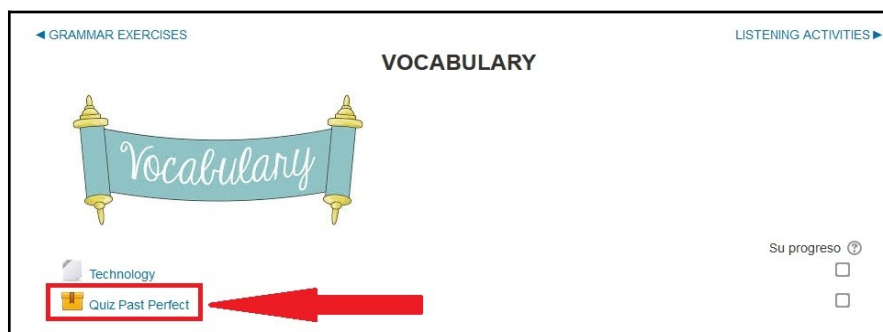 ◄ GRAMMAR EXERCISES
LISTENING ACTIVITIES ►
VOCABULARY
Vocabulary
Su progreso ?
Technology
Quiz Past Perfect